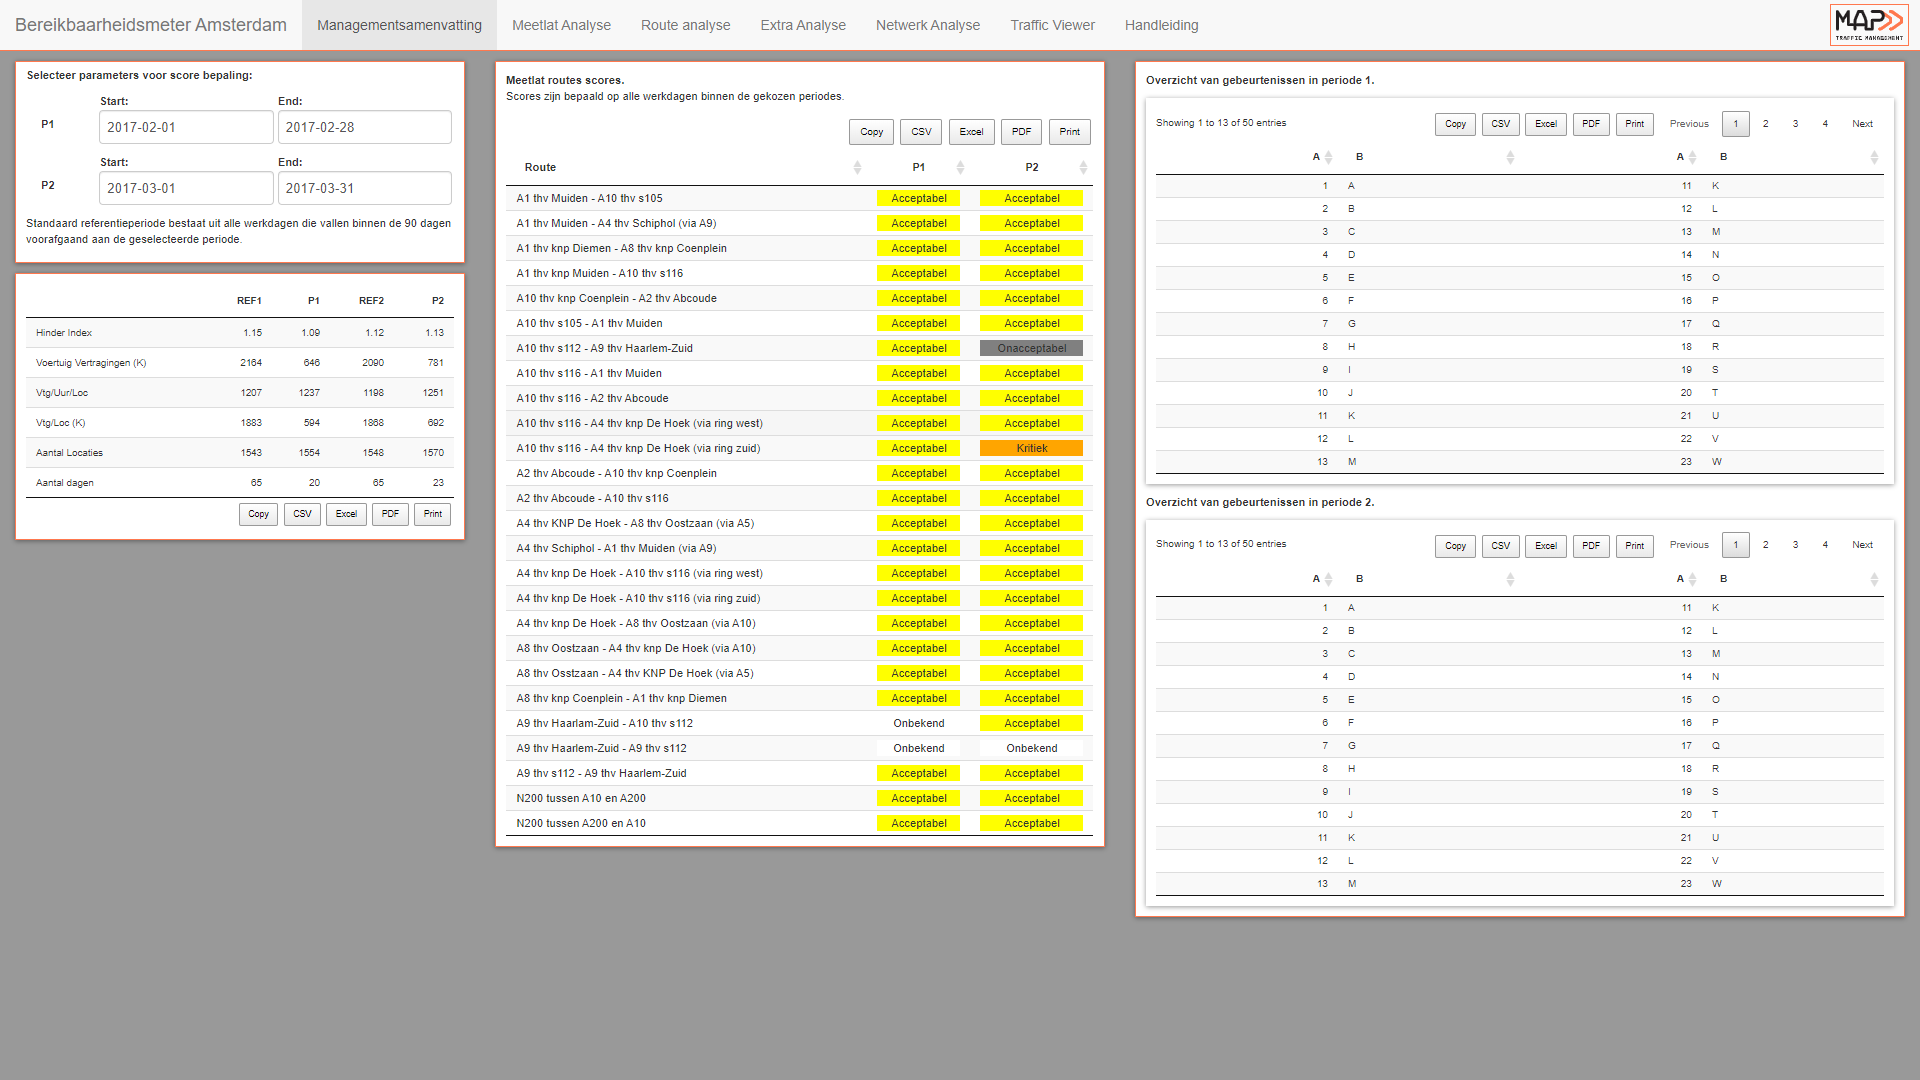 Bereikbaarheidsmeter Amsterdam Managementsamenvatting Meetlat Analyse Route analyse Extra Analyse Netwerk Analyse Traffic Viewer Handleiding
MAP
TRAFFIC MANAGEMENT
Selecteer parameters voor score bepaling:
Start: End:
P1 2017-02-01 2017-02-28
Start: End:
P2 2017-03-01 2017-03-31
Standaard referentieperiode bestaat uit alle werkdagen die vallen binnen de 90 dagen
voorafgaand aan de geselecteerde periode.
REF1 P1 REF2 P2
Hinder Index 1.15 1.09 1.12 1.13
Voertuig Vertragingen (K) 2164 646 2090 781
Vtg/Uur/Loc 1207 1237 1198 1251
Vtg/Loc (K) 1883 594 1868 692
Aantal Locaties 1543 1554 1548 1570
Aantal dagen 65 20 65 23
Copy CSV Excel PDF Print
Meetlat routes scores.
Scores zijn bepaald op alle werkdagen binnen de gekozen periodes.
Copy CSV Excel PDF Print
Route P1 P2
A1 thv Muiden - A10 thv s105 Acceptabel Acceptabel
A1 thv Muiden - A4 thv Schiphol (via A9) Acceptabel Acceptabel
A1 thv knp Diemen - A8 thv knp Coenplein Acceptabel Acceptabel
A1 thv knp Muiden - A10 thv s116 Acceptabel Acceptabel
A10 thv knp Coenplein - A2 thv Abcoude Acceptabel Acceptabel
A10 thv s105 - A1 thv Muiden Acceptabel Acceptabel
A10 thv s112 - A9 thv Haarlem-Zuid Acceptabel Onacceptabel
A10 thv s116 - A1 thv Muiden Acceptabel Acceptabel
A10 thv s116 - A2 thv Abcoude Acceptabel Acceptabel
A10 thv s116 - A4 thv knp De Hoek (via ring west) Acceptabel Acceptabel
A10 thv s116 - A4 thv knp De Hoek (via ring zuid) Acceptabel Kritiek
A2 thv Abcoude - A10 thv knp Coenplein Acceptabel Acceptabel
A2 thv Abcoude - A10 thv s116 Acceptabel Acceptabel
A4 thv KNP De Hoek - A8 thv Oostzaan (via A5) Acceptabel Acceptabel
A4 thv Schiphol - A1 thv Muiden (via A9) Acceptabel Acceptabel
A4 thv knp De Hoek - A10 thv s116 (via ring west) Acceptabel Acceptabel
A4 thv knp De Hoek - A10 thv s116 (via ring zuid) Acceptabel Acceptabel
A4 thv knp De Hoek - A8 thv Oostzaan (via A10) Acceptabel Acceptabel
A8 thv Oostzaan - A4 thv knp De Hoek (via A10) Acceptabel Acceptabel
A8 thv Osstzaan - A4 thv KNP De Hoek (via A5) Acceptabel Acceptabel
A8 thv knp Coenplein - A1 thv knp Diemen Acceptabel Acceptabel
A9 thv Haarlam-Zuid - A10 thv s112 Onbekend Acceptabel
A9 thv Haarlem-Zuid - A9 thv s112 Onbekend Onbekend
A9 thv s112 - A9 thv Haarlem-Zuid Acceptabel Acceptabel
N200 tussen A10 en A200 Acceptabel Acceptabel
N200 tussen A200 en A10 Acceptabel Acceptabel
Overzicht van gebeurtenissen in periode 1.
Showing 1 to 13 of 50 entries Copy CSV Excel PDF Print Previous 1 2 3 4 Next
A B A B
1 A 11 K
2 B 12 L
3 C 13 M
4 D 14 N
5 E 15 O
6 F 16 P
7 G 17 Q
8 H 18 R
9 I 19 S
10 J 20 T
11 K 21 U
12 L 22 V
13 M 23 W
Overzicht van gebeurtenissen in periode 2.
Showing 1 to 13 of 50 entries Copy CSV Excel PDF Print Previous 1 2 3 4 Next
A B A B
1 A 11 K
2 B 12 L
3 C 13 M
4 D 14 N
5 E 15 O
6 F 16 P
7 G 17 Q
8 H 18 R
9 I 19 S
10 J 20 T
11 K 21 U
12 L 22 V
13 M 23 W